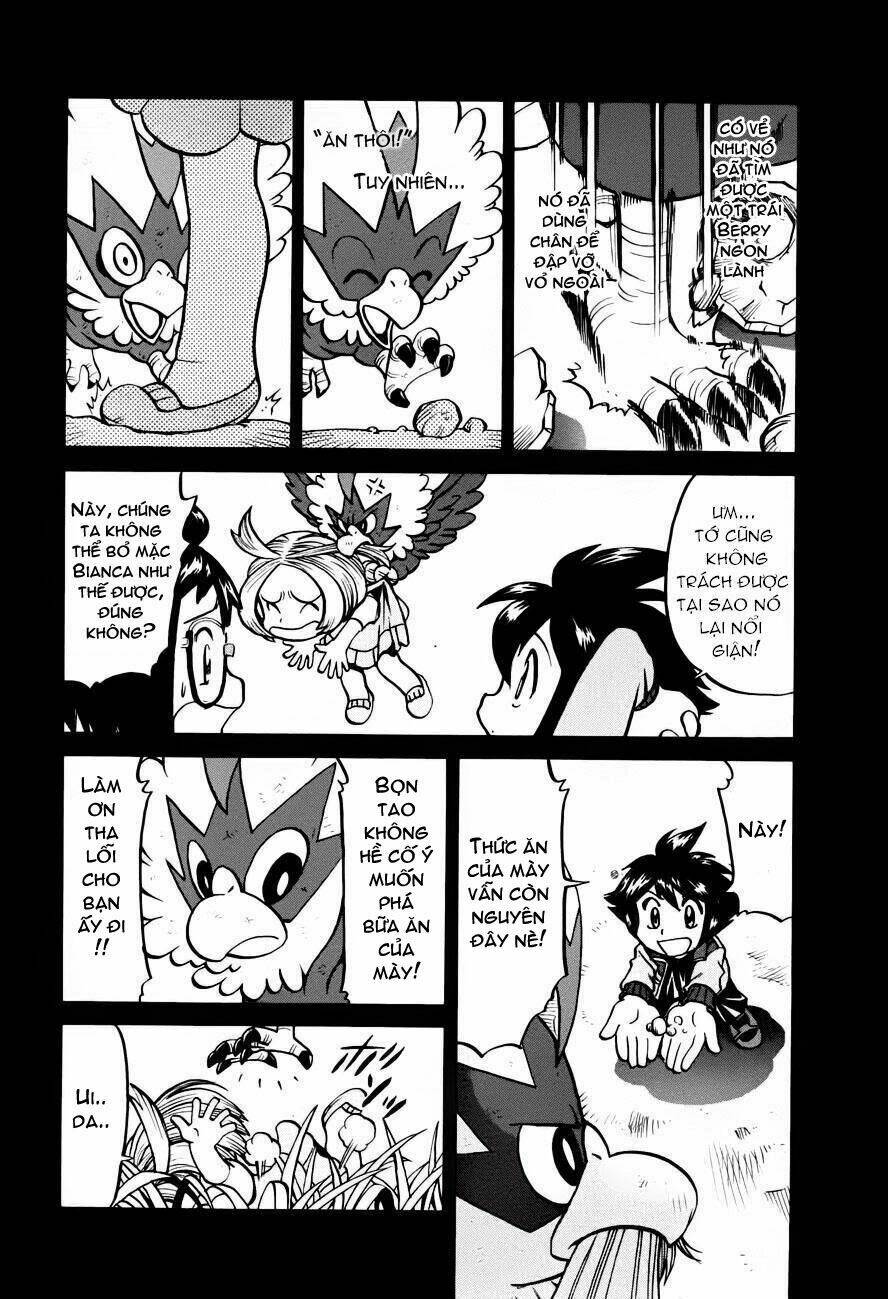 CÓ VẺ
NHƯ NÓ
ĐÃ TÌM
ĐƯỢC
MỘT TRÁI
BERRY
NGON
LÀNH
NÓ ĐÃ
DÙNG
CHÂN ĐỂ
ĐẬP VỠ
VỎ NGOÀI
"ĂN THÔI!"
TUY NHIÊN...
ƯM...
TỚ CŨNG
KHÔNG
TRÁCH ĐƯỢC
TẠI SAO NÓ
LẠI NỔI
GIẬN!
NÀY, CHÚNG
TA KHÔNG
THỂ BỎ MẶC
BIANCA NHƯ
THẾ ĐƯỢC,
ĐÚNG
KHÔNG?
NÀY!
THỨC ĂN
CỦA MÀY
VẪN CÒN
NGUYÊN
ĐÂY NÈ!
BỌN
TAO
KHÔNG
HỀ CỐ Ý
MUỐN
PHÁ
BỮA ĂN
CỦA
MÀY!
LÀM
ƠN
THA
LỖI
CHO
BẠN
ẤY ĐI
!!
UI..
DA..